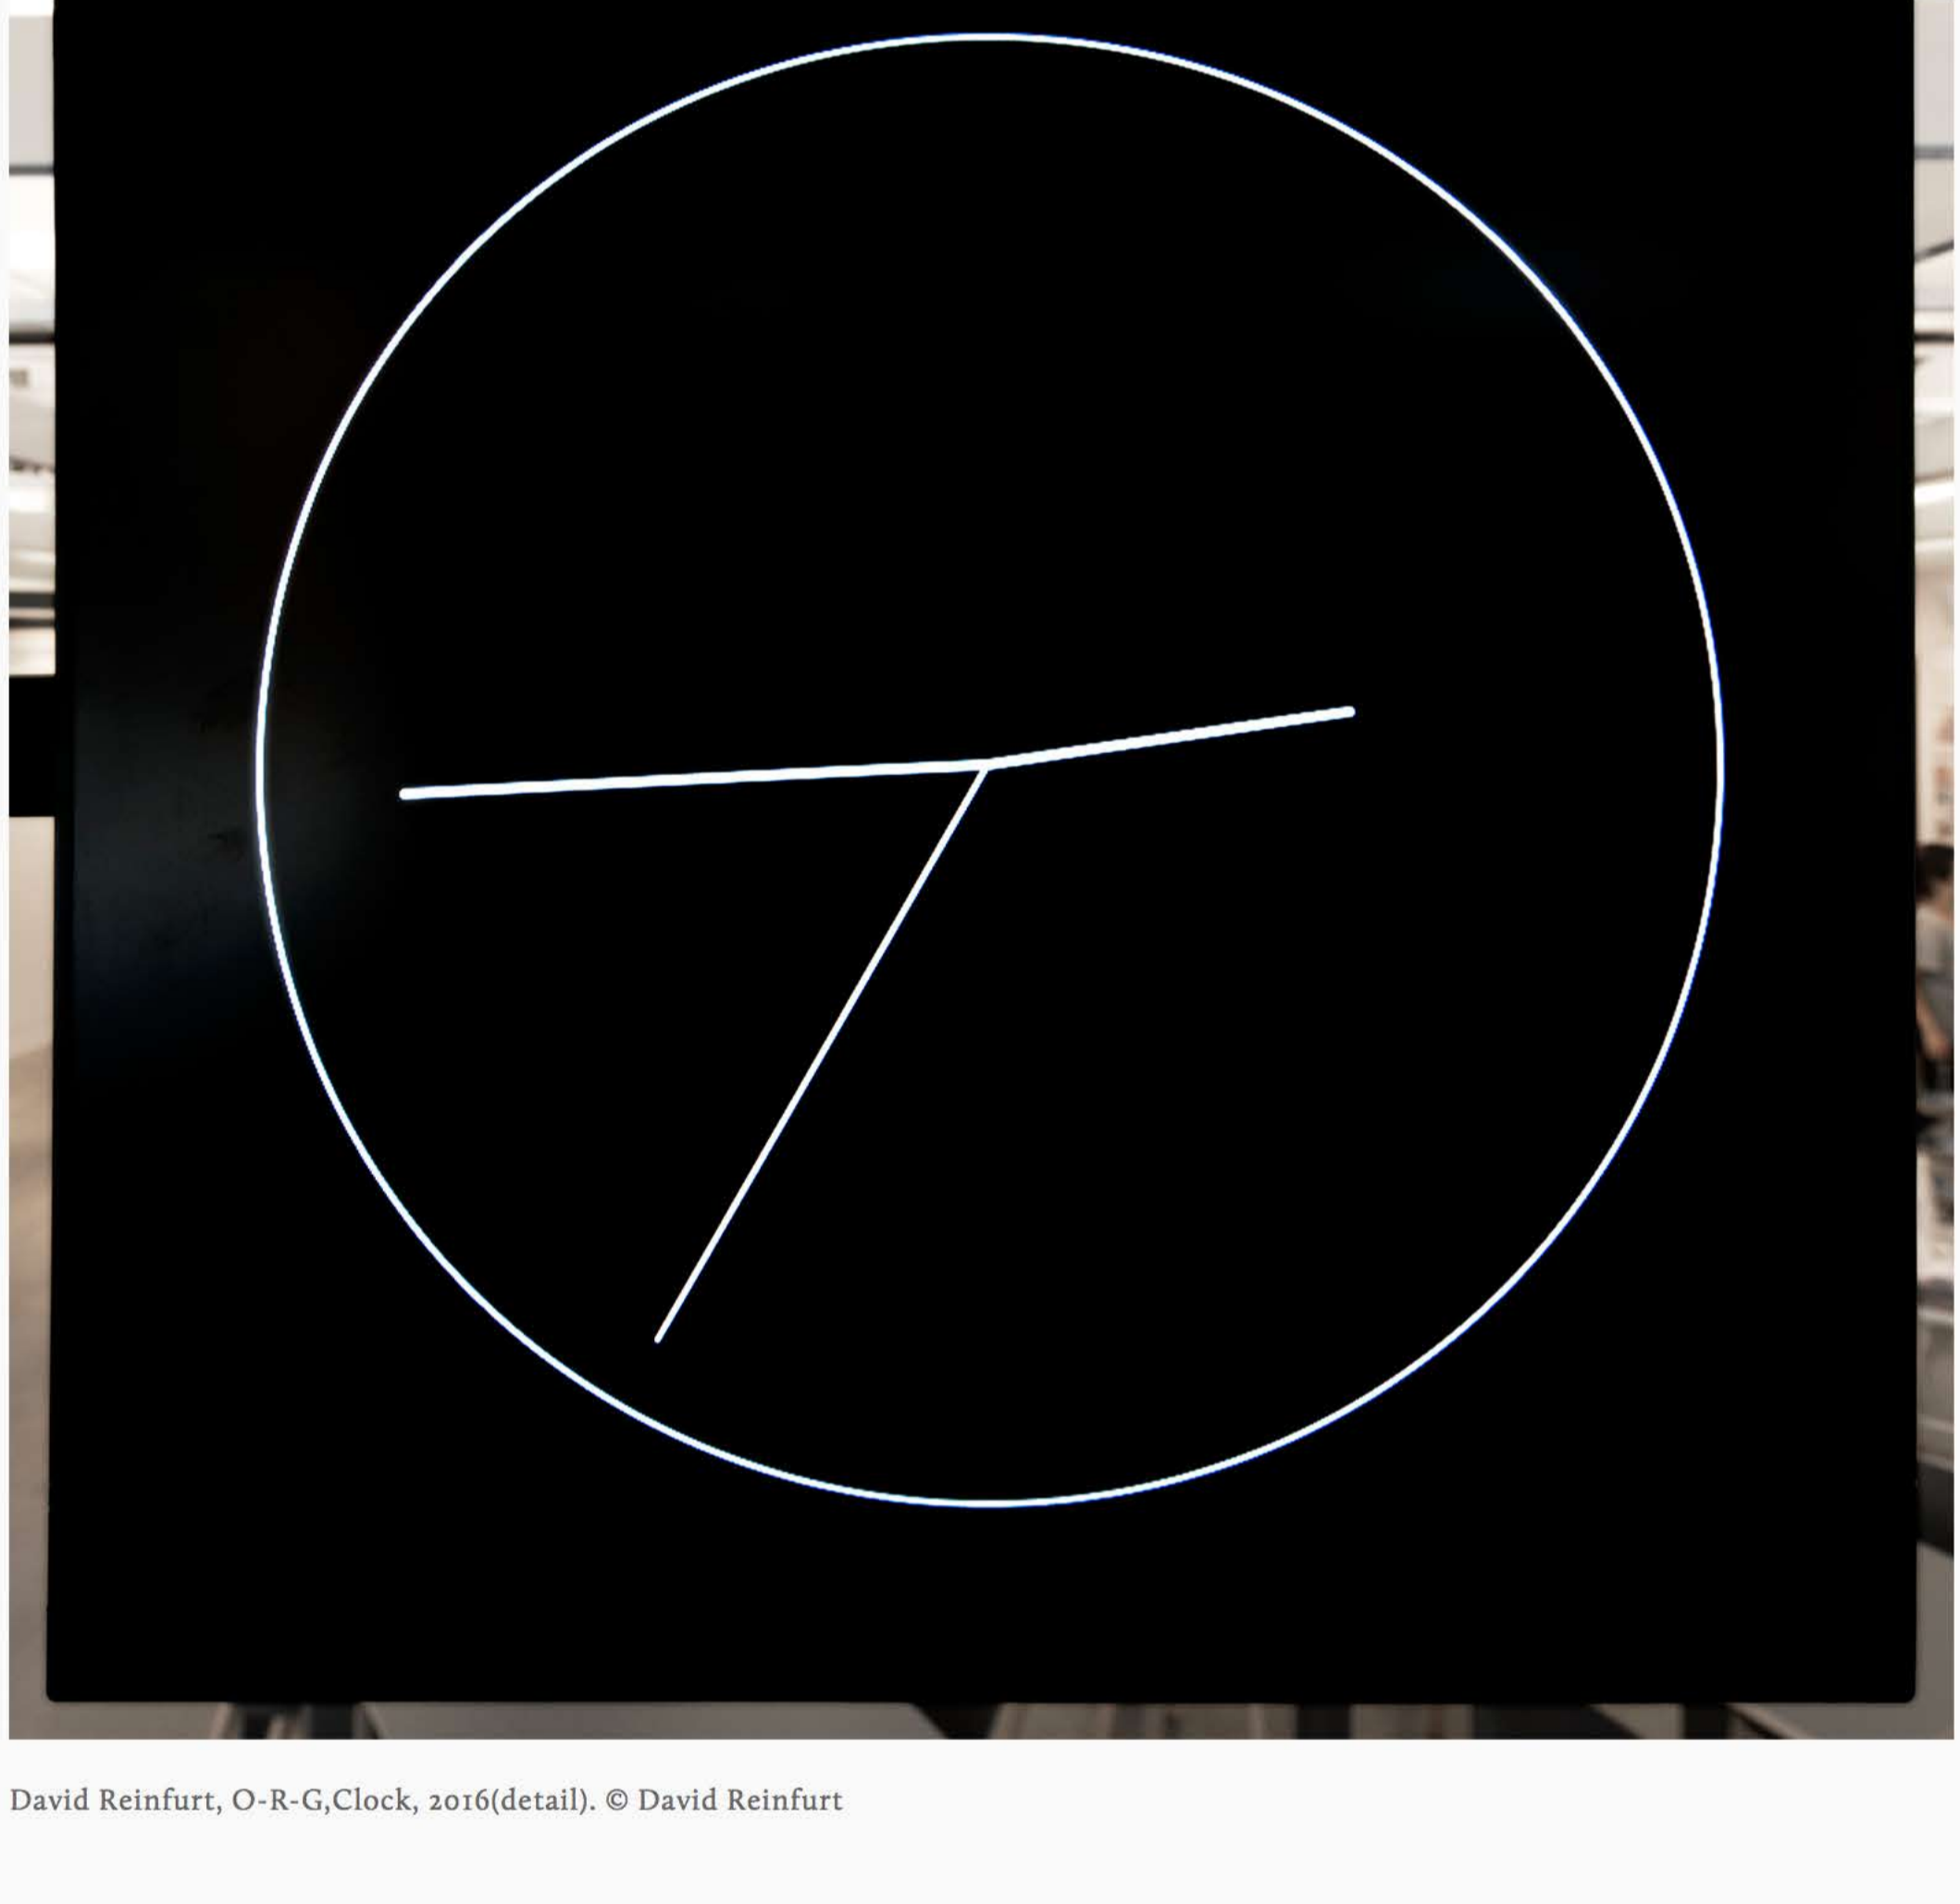 David Reinfurt, O-R-G,Clock, 2016(detail). © David Reinfurt